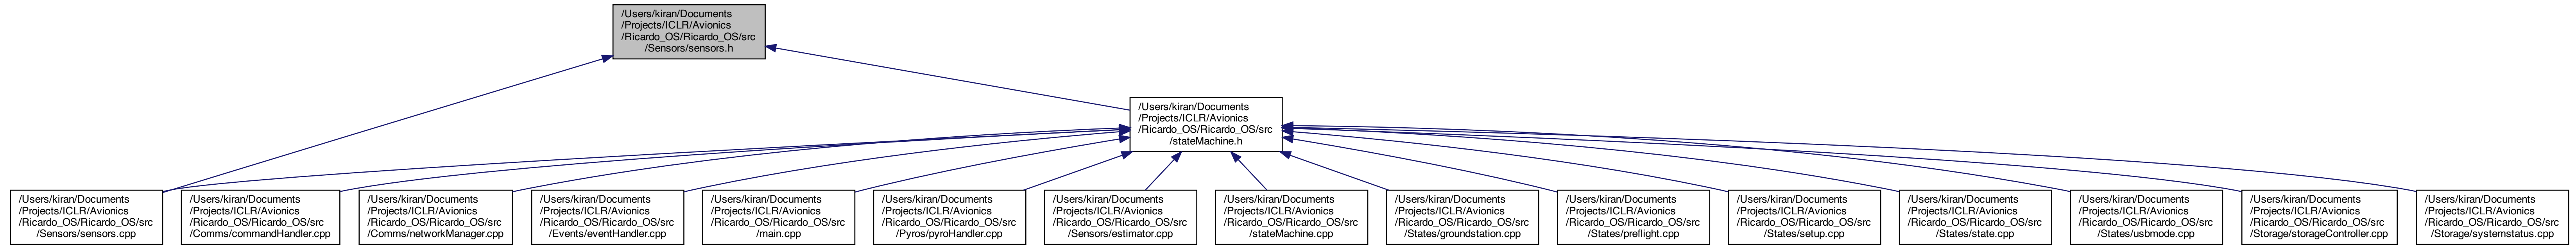 /Users/kiran/Documents
/Projects/ICLR/Avionics
/Ricardo_OS/Ricardo_OS/src
/Sensors/sensors.h
/Users/kiran/Documents
/Projects/ICLR/Avionics
/Ricardo_OS/Ricardo_OS/src
/stateMachine.h
/Users/kiran/Documents
/Projects/ICLR/Avionics
/Ricardo_OS/Ricardo_OS/src
/Sensors/sensors.cpp
/Users/kiran/Documents
/Projects/ICLR/Avionics
/Ricardo_OS/Ricardo_OS/src
/Comms/commandHandler.cpp
/Users/kiran/Documents
/Projects/ICLR/Avionics
/Ricardo_OS/Ricardo_OS/src
/Comms/networkManager.cpp
/Users/kiran/Documents
/Projects/ICLR/Avionics
/Ricardo_OS/Ricardo_OS/src
/Events/eventHandler.cpp
/Users/kiran/Documents
/Projects/ICLR/Avionics
/Ricardo_OS/Ricardo_OS/src
/main.cpp
/Users/kiran/Documents
/Projects/ICLR/Avionics
/Ricardo_OS/Ricardo_OS/src
/Pyros/pyroHandler.cpp
/Users/kiran/Documents
/Projects/ICLR/Avionics
/Ricardo_OS/Ricardo_OS/src
/Sensors/estimator.cpp
/Users/kiran/Documents
/Projects/ICLR/Avionics
/Ricardo_OS/Ricardo_OS/src
/stateMachine.cpp
/Users/kiran/Documents
/Projects/ICLR/Avionics
/Ricardo_OS/Ricardo_OS/src
/States/groundstation.cpp
/Users/kiran/Documents
/Projects/ICLR/Avionics
/Ricardo_OS/Ricardo_OS/src
/States/preflight.cpp
/Users/kiran/Documents
/Projects/ICLR/Avionics
/Ricardo_OS/Ricardo_OS/src
/States/setup.cpp
/Users/kiran/Documents
/Projects/ICLR/Avionics
/Ricardo_OS/Ricardo_OS/src
/States/state.cpp
/Users/kiran/Documents
/Projects/ICLR/Avionics
/Ricardo_OS/Ricardo_OS/src
/States/usbmode.cpp
/Users/kiran/Documents
/Projects/ICLR/Avionics
/Ricardo_OS/Ricardo_OS/src
/Storage/storageController.cpp
/Users/kiran/Documents
/Projects/ICLR/Avionics
/Ricardo_OS/Ricardo_OS/src
/Storage/systemstatus.cpp